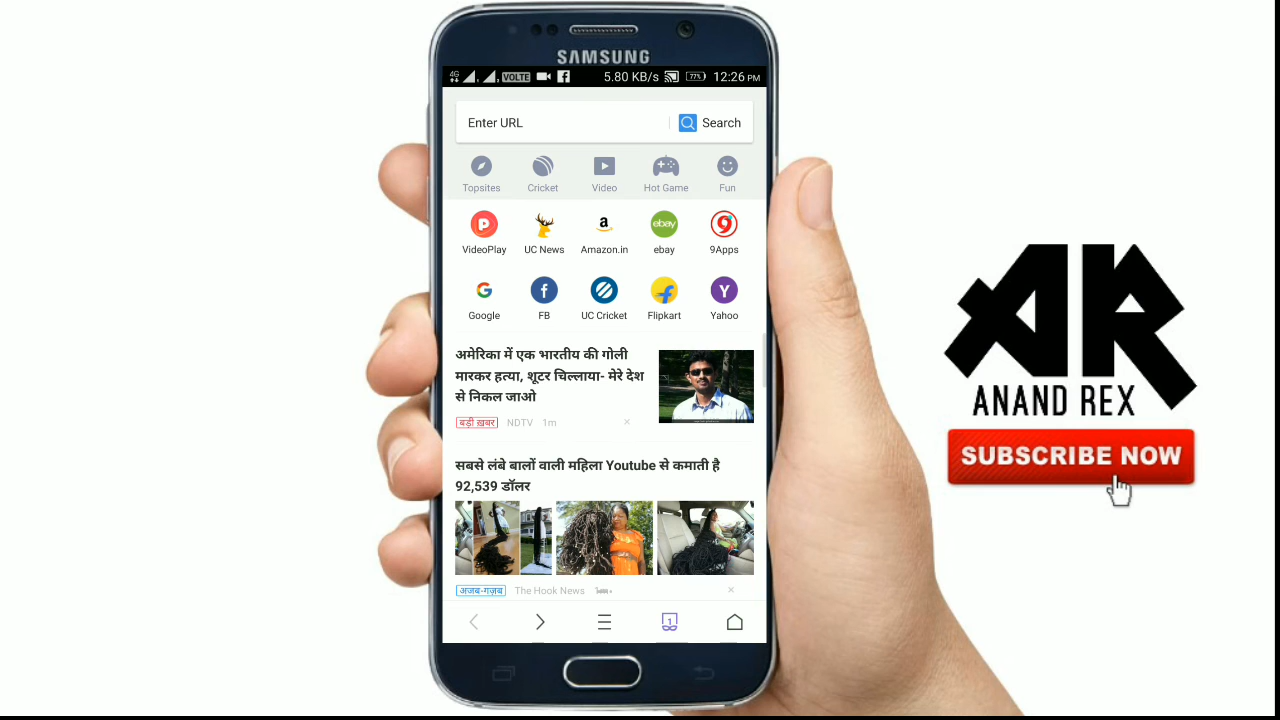 SAMSUNG
4G VOLTE 5.80 KB/s 77% 12:26 PM
Enter URL Search
Topsites Cricket Video Hot Game Fun
VideoPlay UC News Amazon.in ebay 9Apps
Google FB UC Cricket Flipkart Yahoo
अमेरिका में एक भारतीय की गोली
मारकर हत्या, शूटर चिल्लाया- मेरे देश
से निकल जाओ
बड़ी ख़बर NDTV 1m
सबसे लंबे बालों वाली महिला Youtube से कमाती है
92,539 डॉलर
अजब-गज़ब The Hook News
1
AR
ANAND REX
SUBSCRIBE NOW